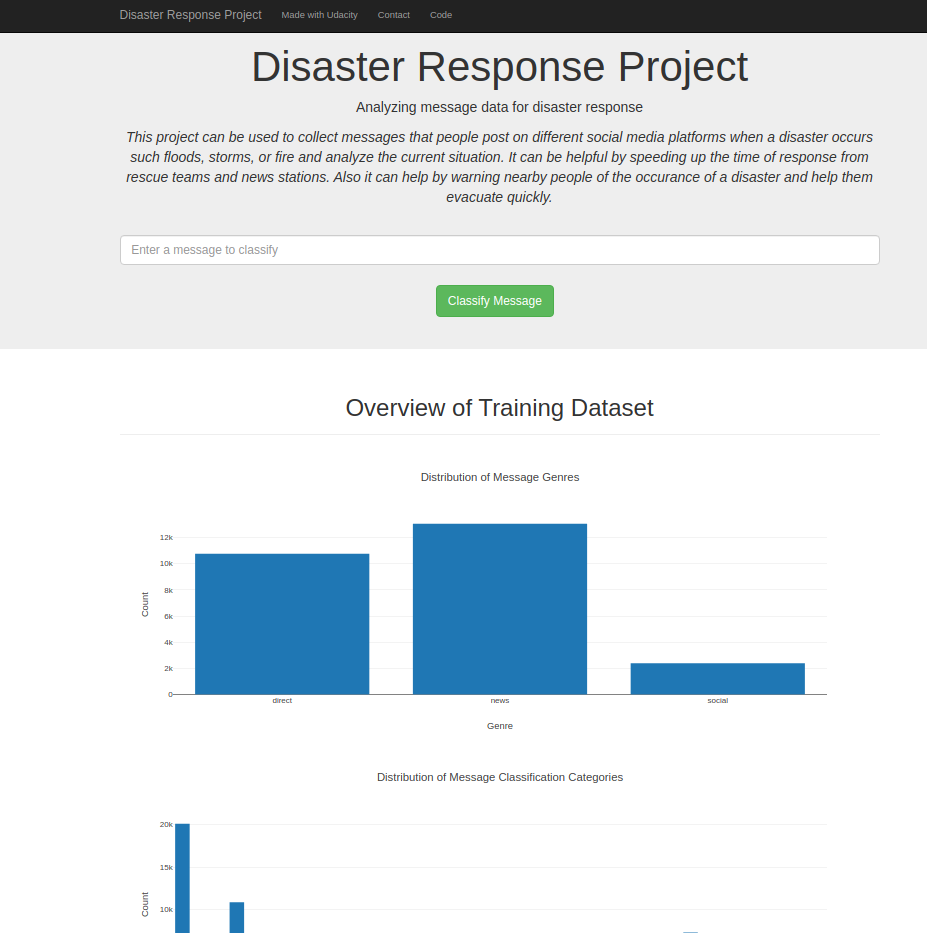 Disaster Response Project Made with Udacity Contact Code
Disaster Response Project
Analyzing message data for disaster response
This project can be used to collect messages that people post on different social media platforms when a disaster occurs
such floods, storms, or fire and analyze the current situation. It can be helpful by speeding up the time of response from
rescue teams and news stations. Also it can help by warning nearby people of the occurance of a disaster and help them
evacuate quickly.
Enter a message to classify
Classify Message
Overview of Training Dataset
Distribution of Message Genres
12k
10k
8k
6k
4k
2k
0
Count
direct news social
Genre
Distribution of Message Classification Categories
20k
15k
10k
Count